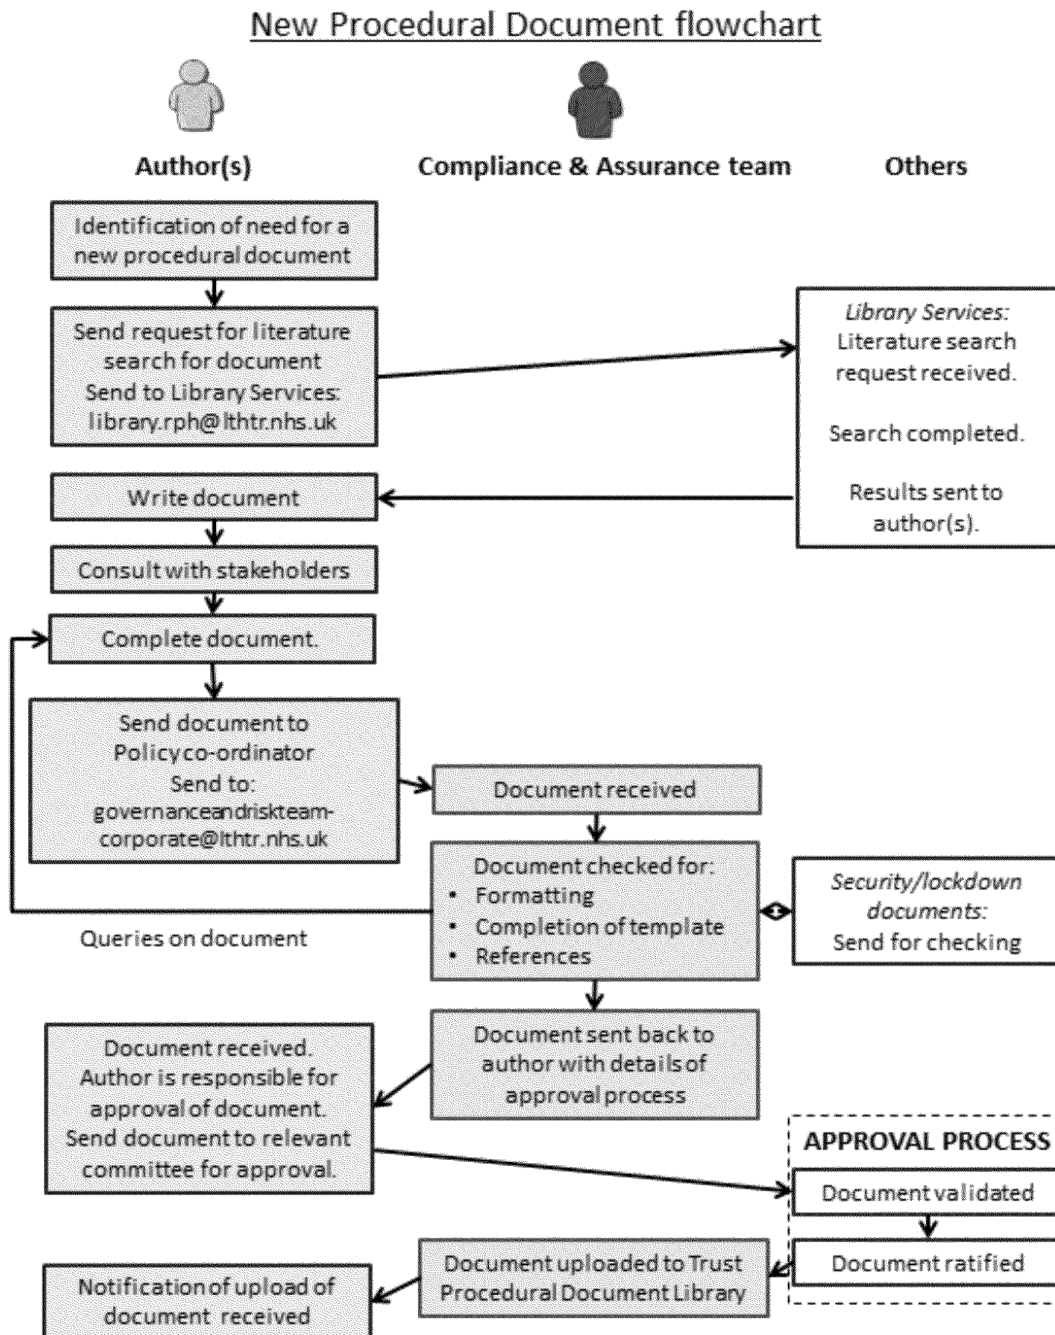 New Procedural Document flowchart
Author(s)
Compliance & Assurance team
Others
Identification of need for a
new procedural document
Send request for literature
search for document
Send to Library Services:
library.rph@lthtr.nhs.uk
Library Services:
Literature search
request received.
Search completed.
Results sent to
author(s).
Write document
Consult with stakeholders
Complete document.
Send document to
Policy co-ordinator
Send to:
governanceandriskteam-
corporate@lthtr.nhs.uk
Document received
Document checked for:
• Formatting
• Completion of template
• References
Security/lockdown
documents:
Send for checking
Queries on document
Document sent back to
author with details of
approval process
Document received.
Author is responsible for
approval of document.
Send document to relevant
committee for approval.
APPROVAL PROCESS
Document validated
Document ratified
Document uploaded to Trust
Procedural Document Library
Notification of upload of
document received